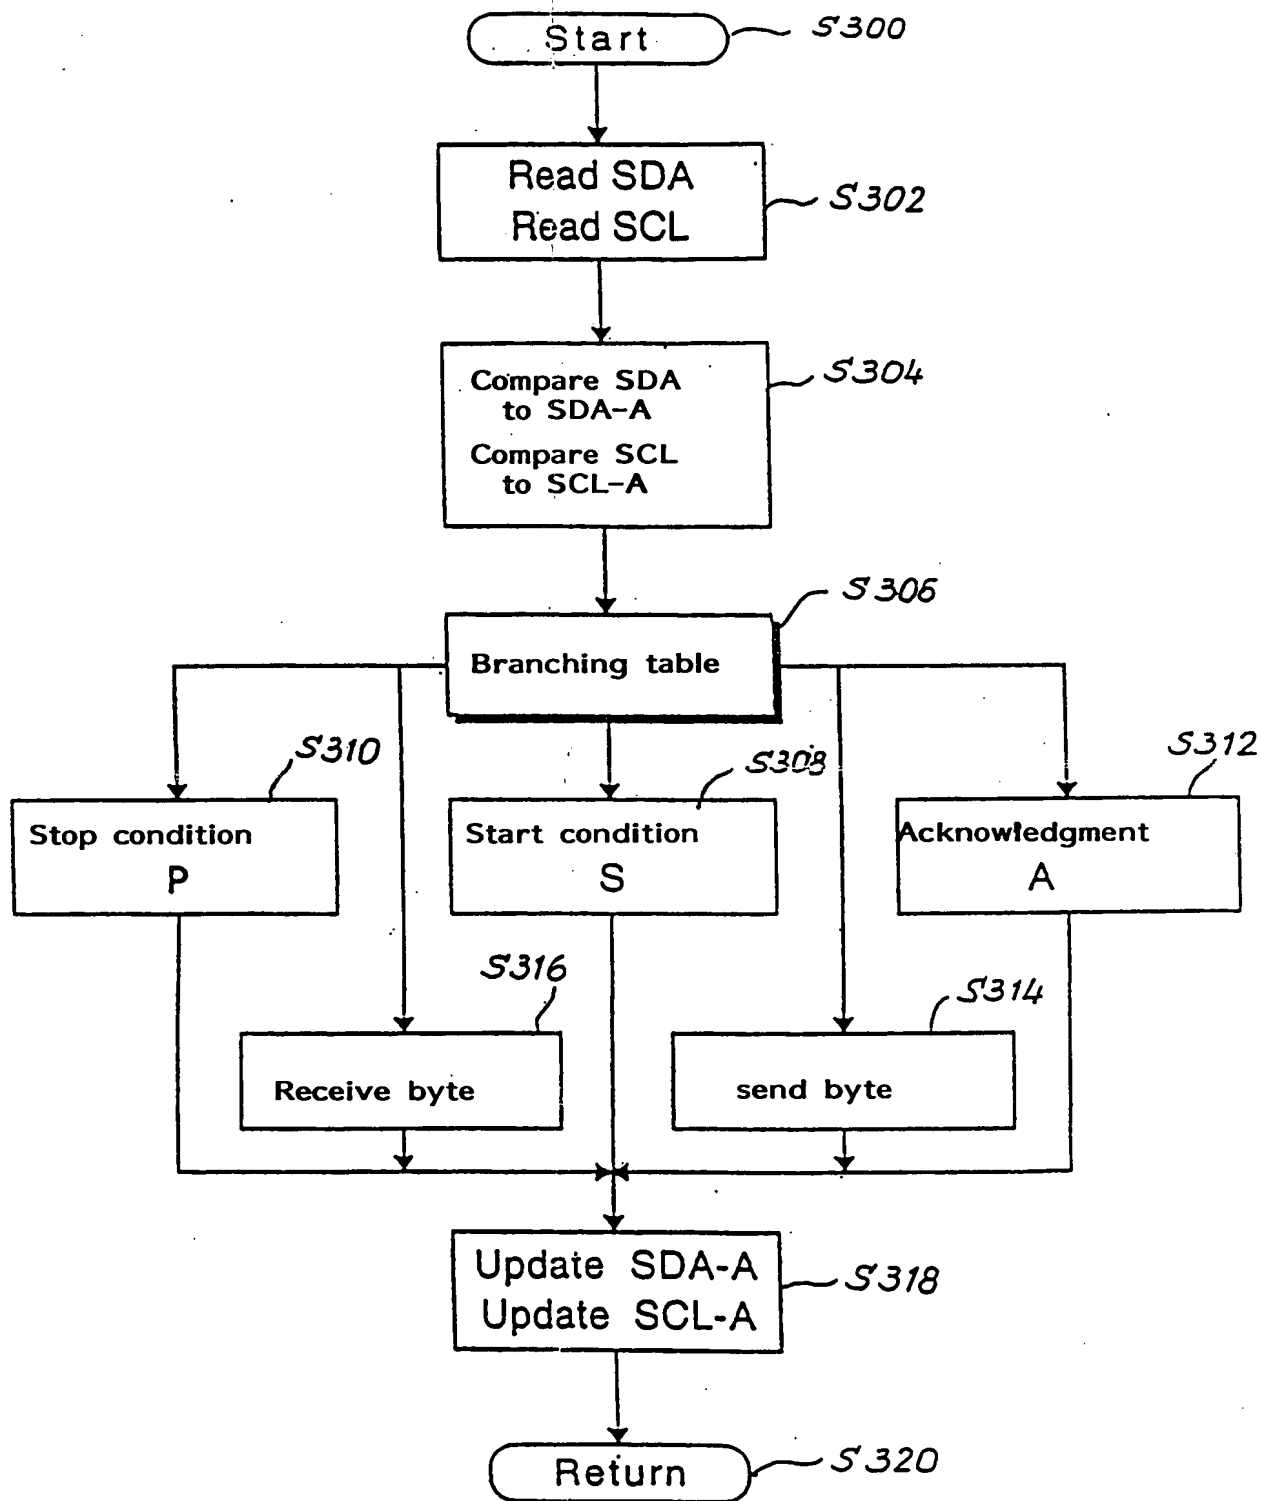 Start
S300
Read SDA
Read SCL
S302
Compare SDA
to SDA-A
Compare SCL
to SCL-A
S304
Branching table
S306
S310
Stop condition
P
S308
Start condition
S
S312
Acknowledgment
A
S316
Receive byte
S314
send byte
Update SDA-A
Update SCL-A
S318
Return
S320